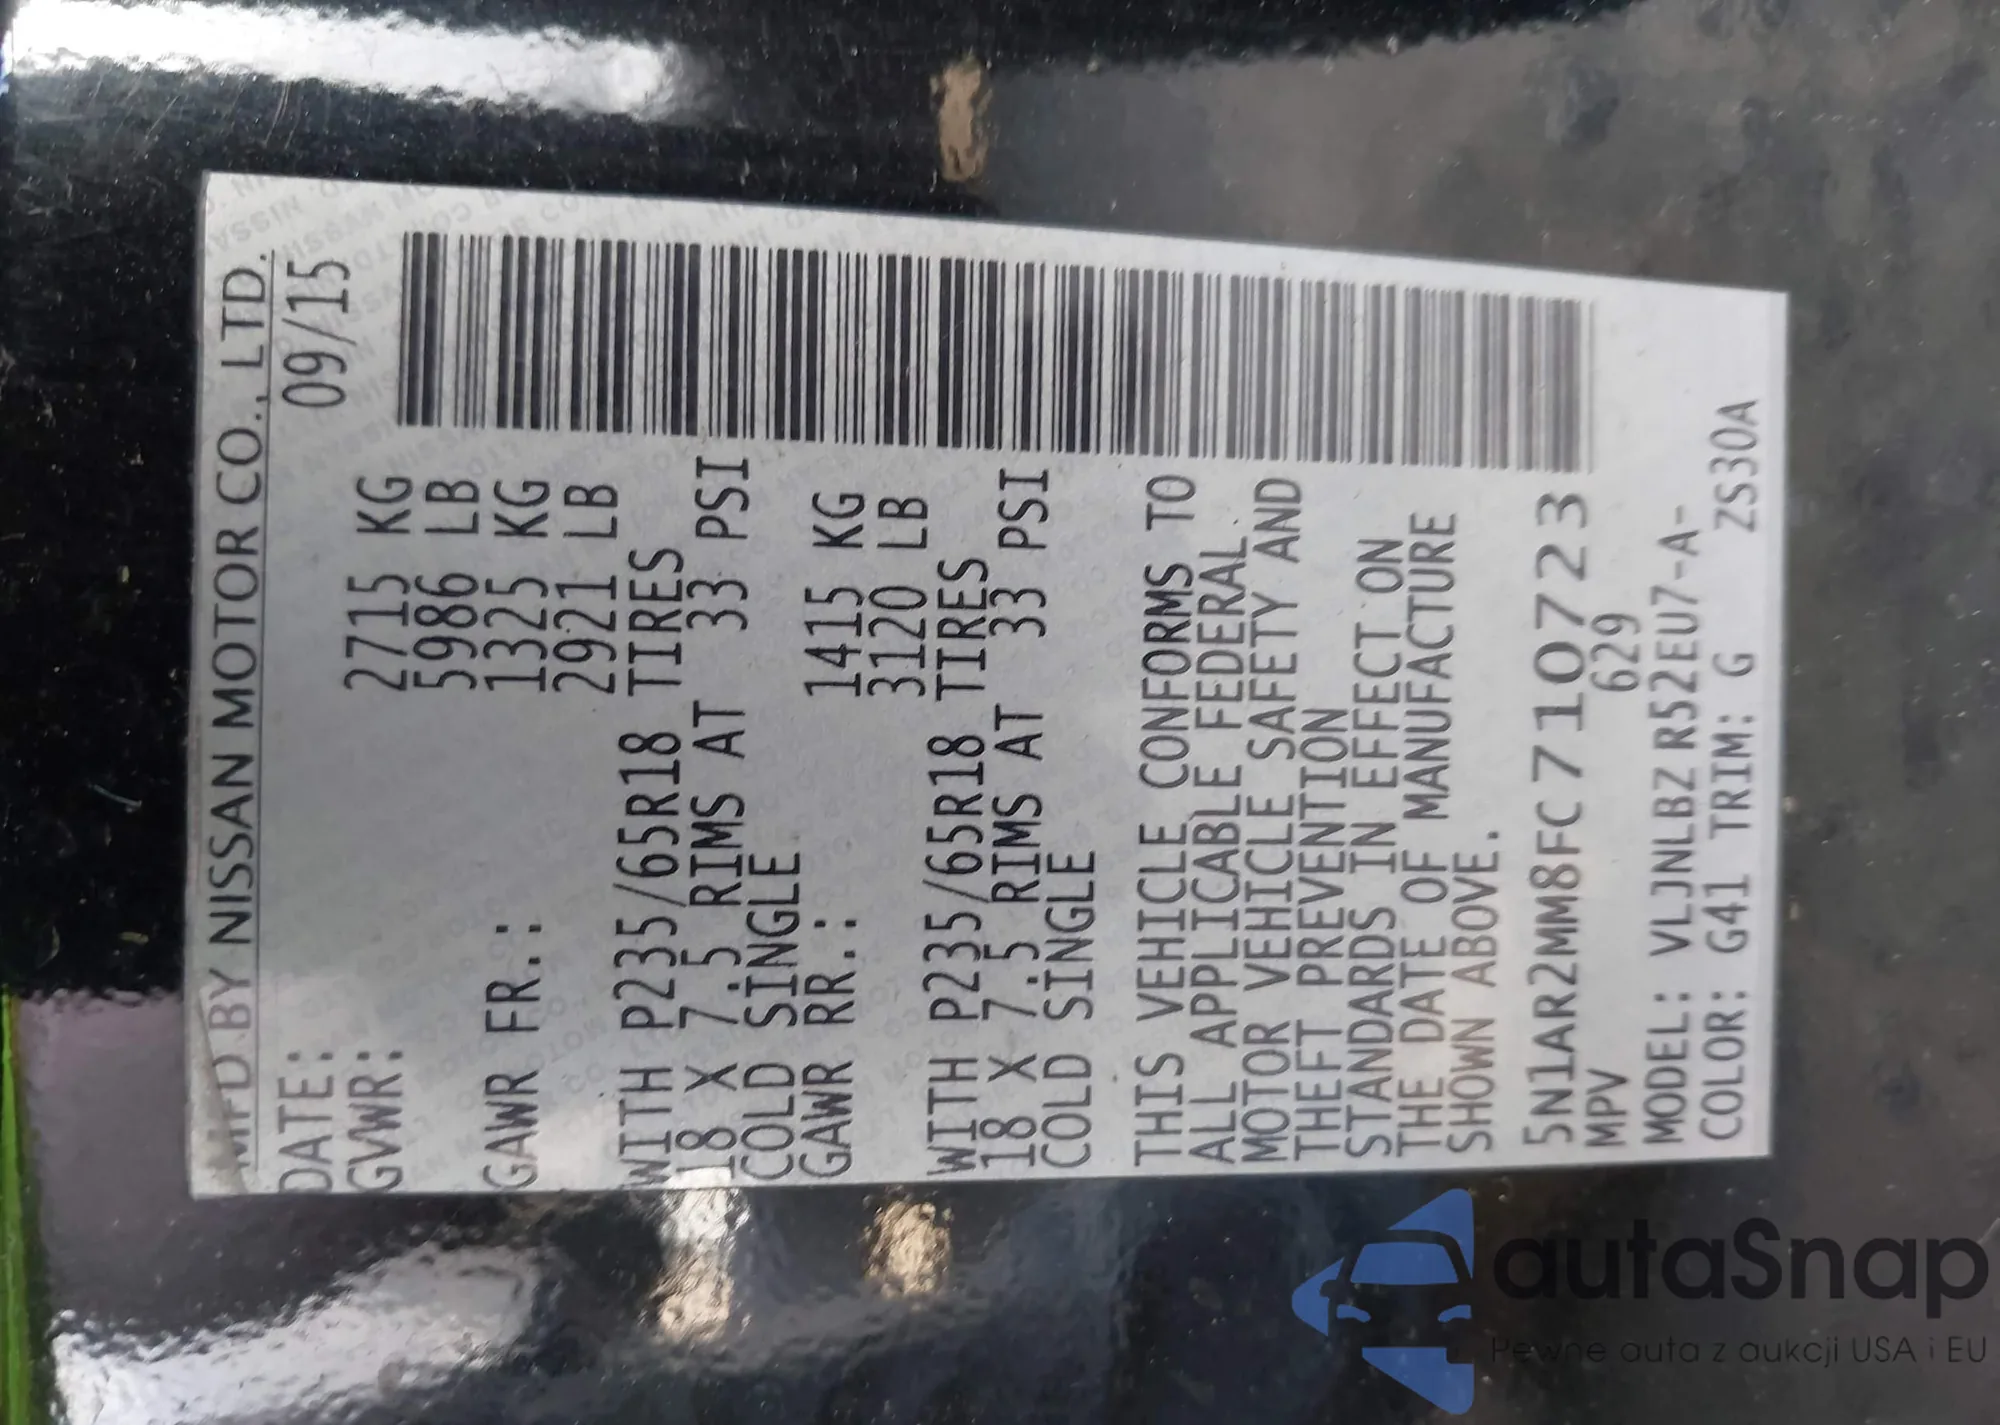 MFD BY NISSAN MOTOR CO., LTD.
DATE: 09/15
GVWR: 2715 KG
5986 LB
GAWR FR.: 1325 KG
2921 LB
WITH P235/65R18 TIRES
18 X 7.5 RIMS AT 33 PSI
COLD SINGLE
GAWR RR.: 1415 KG
3120 LB
WITH P235/65R18 TIRES
18 X 7.5 RIMS AT 33 PSI
COLD SINGLE
THIS VEHICLE CONFORMS TO
ALL APPLICABLE FEDERAL
MOTOR VEHICLE SAFETY AND
THEFT PREVENTION
STANDARDS IN EFFECT ON
THE DATE OF MANUFACTURE
SHOWN ABOVE.
5N1AR2MM8FC710723
MPV 629
MODEL: VLJNLBZ R52EU7-A-
COLOR: G41 TRIM: G ZS30A
autaSnap
Pewne auta z aukcji USA i EU